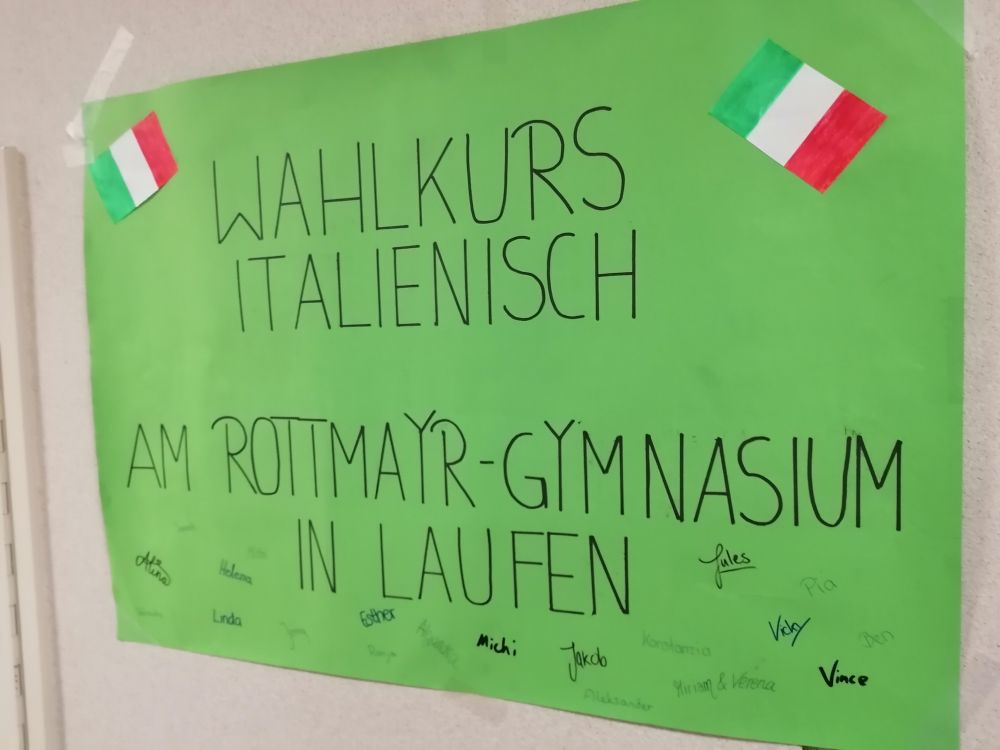 WAHLKURS
ITALIENISCH
AM ROTTMAYR-GYMNASIUM
IN LAUFEN
Alina
Helena
Jules
Pia
Linda
Esther
Michi
Jakob
Konstanzia
Vicky
Ben
Miriam & Verena
Vince
Aleksander